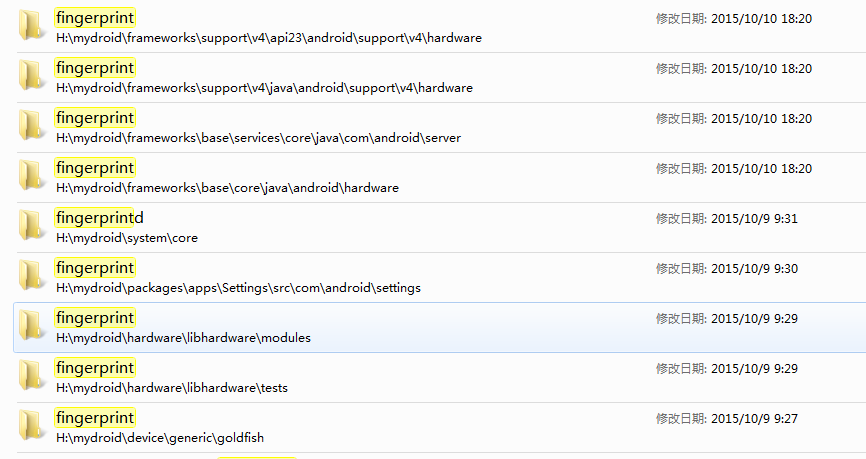 fingerprint 修改日期: 2015/10/10 18:20
H:\mydroid\frameworks\support\v4\api23\android\support\v4\hardware
fingerprint 修改日期: 2015/10/10 18:20
H:\mydroid\frameworks\support\v4\java\android\support\v4\hardware
fingerprint 修改日期: 2015/10/10 18:20
H:\mydroid\frameworks\base\services\core\java\com\android\server
fingerprint 修改日期: 2015/10/10 18:20
H:\mydroid\frameworks\base\core\java\android\hardware
fingerprintd 修改日期: 2015/10/9 9:31
H:\mydroid\system\core
fingerprint 修改日期: 2015/10/9 9:30
H:\mydroid\packages\apps\Settings\src\com\android\settings
fingerprint 修改日期: 2015/10/9 9:29
H:\mydroid\hardware\libhardware\modules
fingerprint 修改日期: 2015/10/9 9:29
H:\mydroid\hardware\libhardware\tests
fingerprint 修改日期: 2015/10/9 9:27
H:\mydroid\device\generic\goldfish